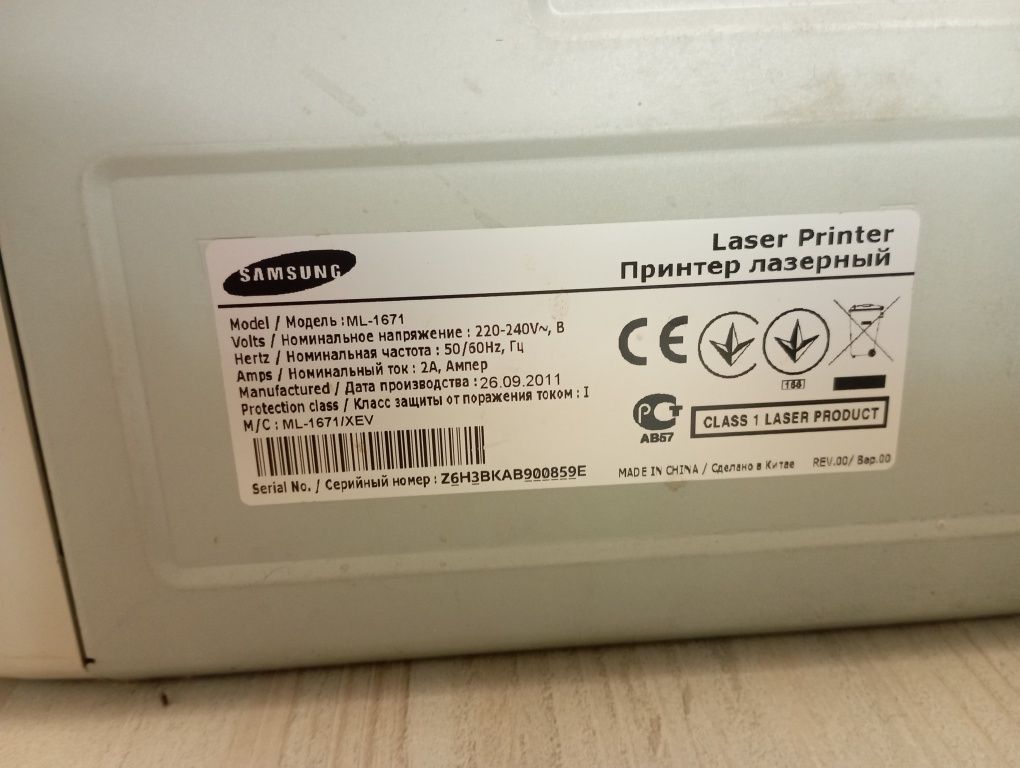 SAMSUNG
Laser Printer
Принтер лазерный
Model / Модель : ML-1671
Volts / Номинальное напряжение : 220-240V~, В
Hertz / Номинальная частота : 50/60Hz, Гц
Amps / Номинальный ток : 2A, Ампер
Manufactured / Дата производства : 26.09.2011
Protection class / Класс защиты от поражения током : I
M/C : ML-1671/XEV
Serial No. / Серийный номер : Z6H3BKAB900859E
CE
PCT
АВ57
CLASS 1 LASER PRODUCT
MADE IN CHINA / Сделано в Китае
REV.00/ Вер.00